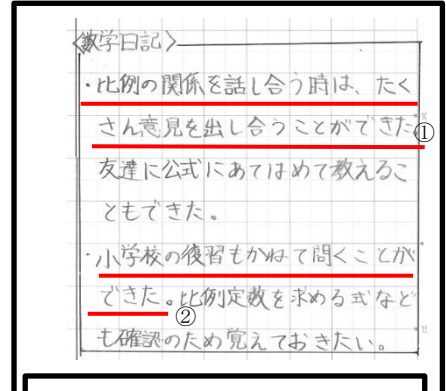 〈数学日記〉
・比例の関係を話し合う時は、たく
さん意見を出し合うことができた①
友達に公式にあてはめて教えるこ
ともできた。
・小学校の復習もかねて聞くことが
できた。比例定数を求める式など
②
も確認のため覚えておきたい。